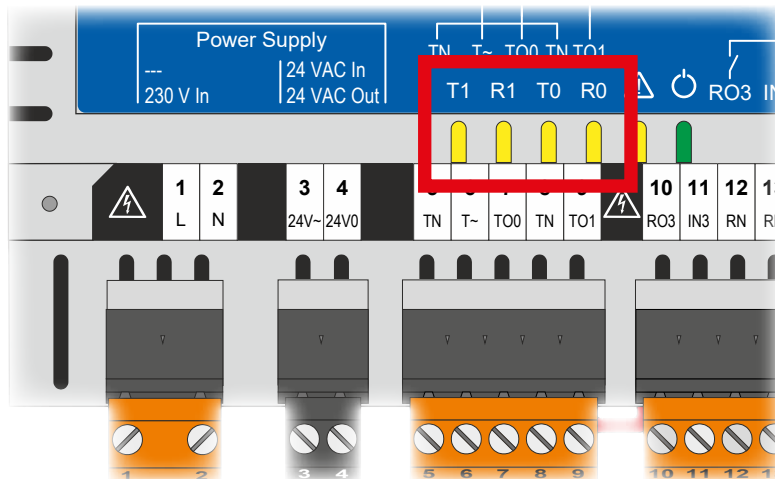 Power Supply
--- 24 VAC In
230 V In 24 VAC Out
TN T~ TO0 TN TO1
T1 R1 T0 R0 RO3
1 2 3 4 10 11 12
L N 24V~ 24V0 TN T~ TO0 TN TO1 RO3 IN3 RN
1 2 3 4 5 6 7 8 9 10 11 12